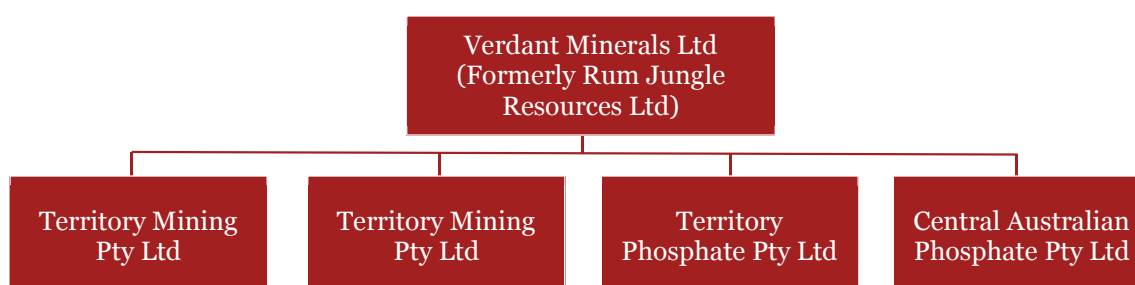 Verdant Minerals Ltd
(Formerly Rum Jungle
Resources Ltd)
Territory Mining
Pty Ltd
Territory Mining
Pty Ltd
Territory
Phosphate Pty Ltd
Central Australian
Phosphate Pty Ltd